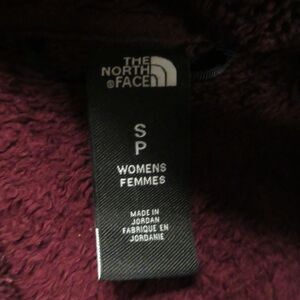 THE
NORTH
FACE
S
P
WOMENS
FEMMES
MADE IN
JORDAN
FABRIQUE EN
JORDANIE